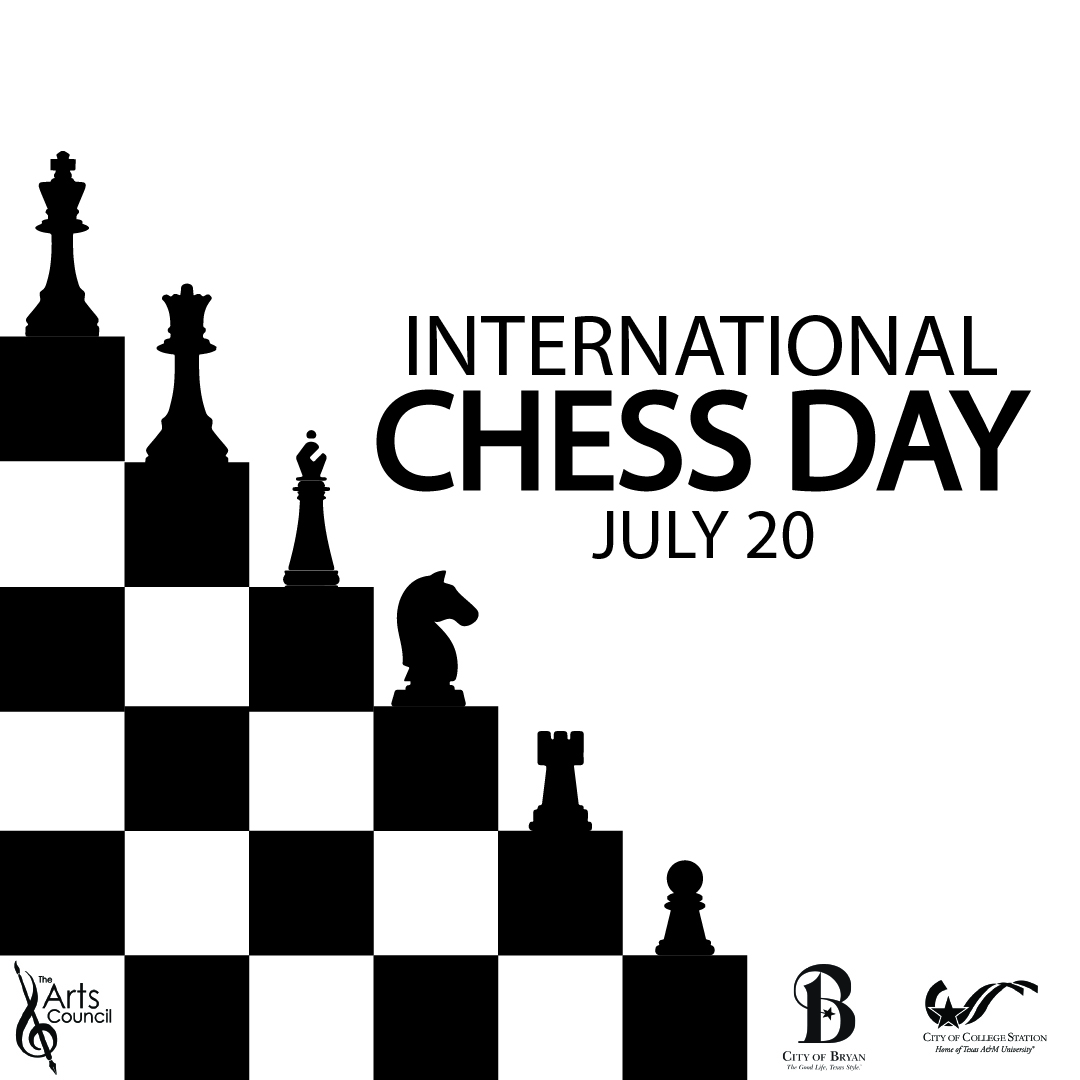 INTERNATIONAL
CHESS DAY
JULY 20
The
Arts
Council
B
CITY OF BRYAN
The Good Life, Texas Style.
CITY OF COLLEGE STATION
Home of Texas A&M University®